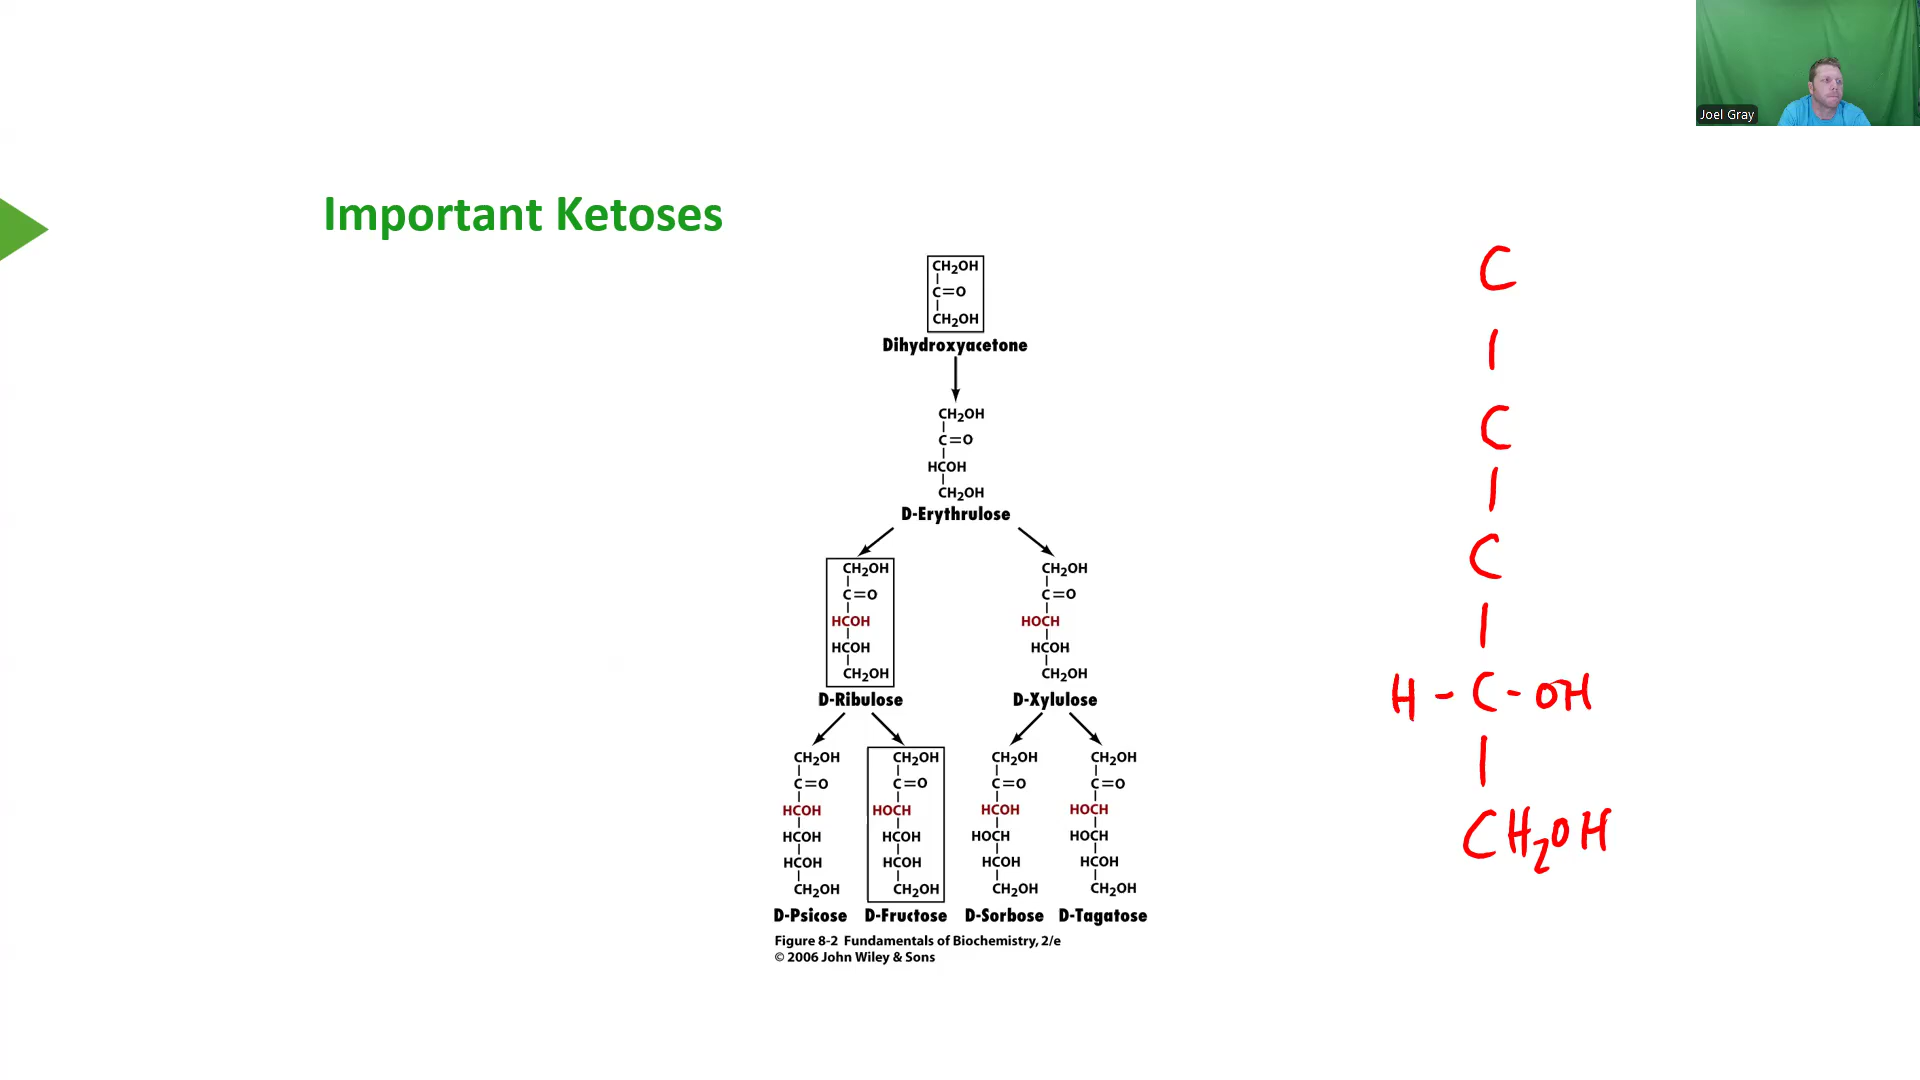 Joel Gray
Important Ketoses
CH2OH
C=O
CH2OH
Dihydroxyacetone
CH2OH
C=O
HCOH
CH2OH
D-Erythrulose
CH2OH CH2OH
C=O C=O
HCOH HOCH
HCOH HCOH
CH2OH CH2OH
D-Ribulose D-Xylulose
CH2OH CH2OH CH2OH CH2OH
C=O C=O C=O C=O
HCOH HOCH HCOH HOCH
HCOH HCOH HOCH HOCH
HCOH HCOH HCOH HCOH
CH2OH CH2OH CH2OH CH2OH
D-Psicose D-Fructose D-Sorbose D-Tagatose
Figure 8-2 Fundamentals of Biochemistry, 2/e
© 2006 John Wiley & Sons
C
C
C
H - C - OH
CH2OH